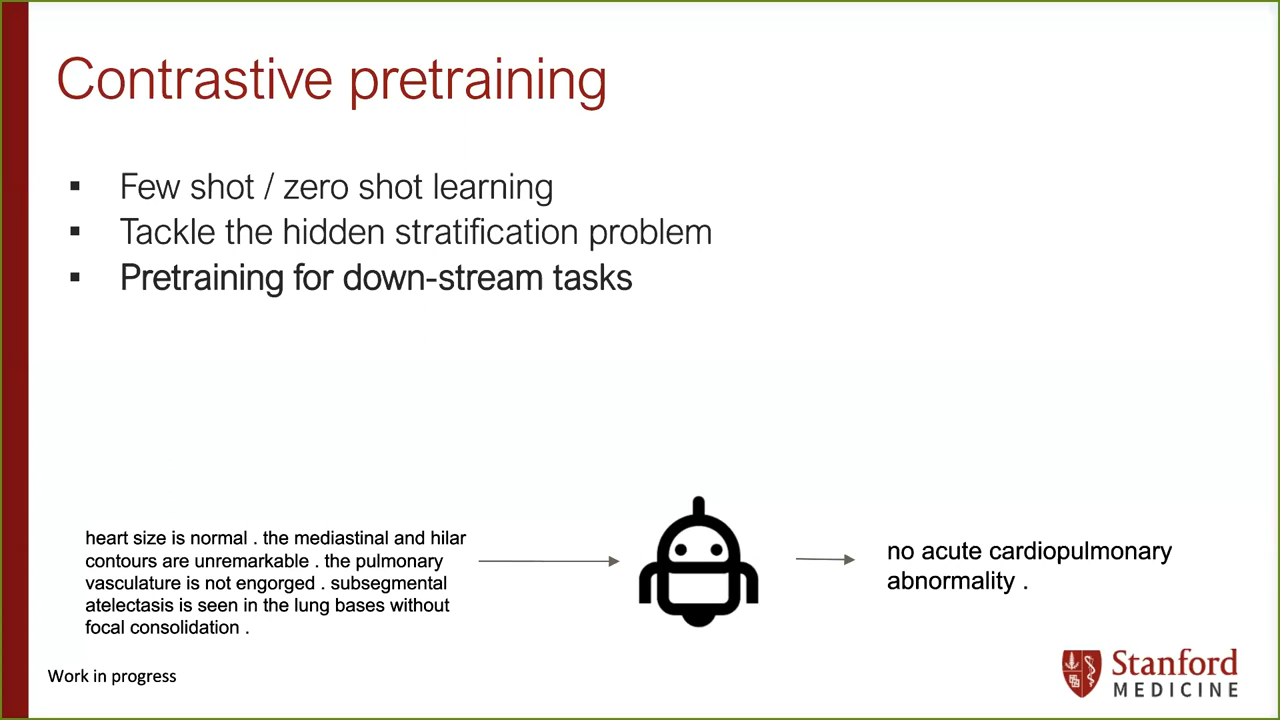 Contrastive pretraining
▪ Few shot / zero shot learning
▪ Tackle the hidden stratification problem
▪ Pretraining for down-stream tasks
heart size is normal . the mediastinal and hilar
contours are unremarkable . the pulmonary
vasculature is not engorged . subsegmental
atelectasis is seen in the lung bases without
focal consolidation .
no acute cardiopulmonary
abnormality .
Work in progress
Stanford
MEDICINE